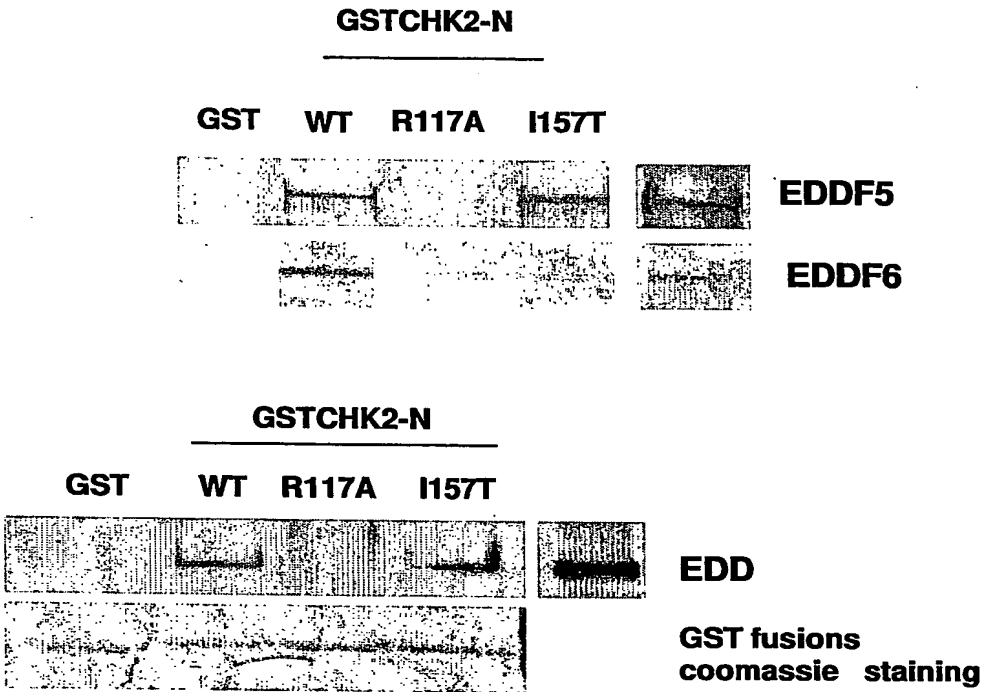 GSTCHK2-N
GST WT R117A I157T
EDDF5
EDDF6
GSTCHK2-N
GST WT R117A I157T
EDD
GST fusions
coomassie staining